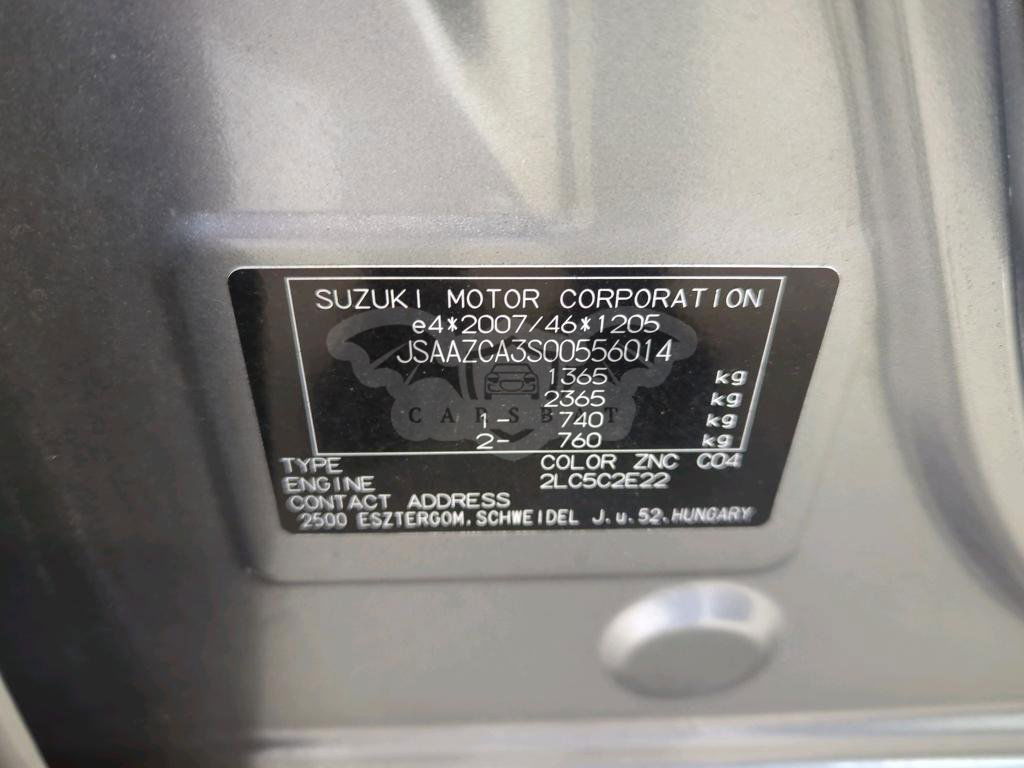 SUZUKI MOTOR CORPORATION
e4*2007/46*1205
JSAAZCA3S00556014
1365 kg
2365 kg
CARSBAT
1- 740 kg
2- 760 kg
TYPE COLOR ZNC C04
ENGINE 2LC5C2E22
CONTACT ADDRESS
2500 ESZTERGOM, SCHWEIDEL J. u. 52. HUNGARY